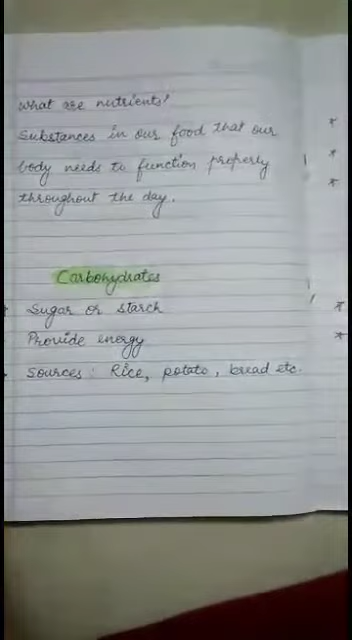 What are nutrients?
Substances in our food that our
body needs to function properly
throughout the day.
Carbohydrates
* Sugar or starch
Provide energy
Sources: Rice, potato, bread etc.